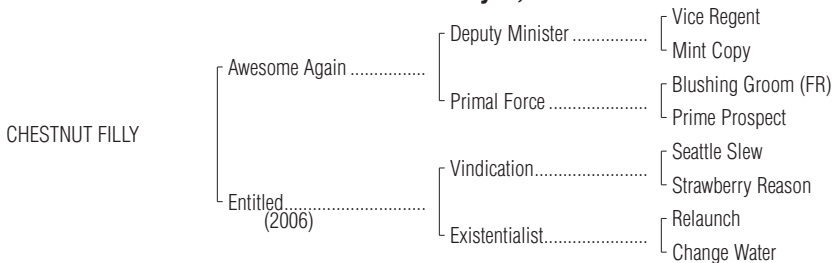 Vice Regent
Deputy Minister ................
Mint Copy
Awesome Again ................
Blushing Groom (FR)
Primal Force .....................
Prime Prospect
CHESTNUT FILLY
Seattle Slew
Vindication........................
Strawberry Reason
Entitled..............................
(2006)
Relaunch
Existentialist......................
Change Water